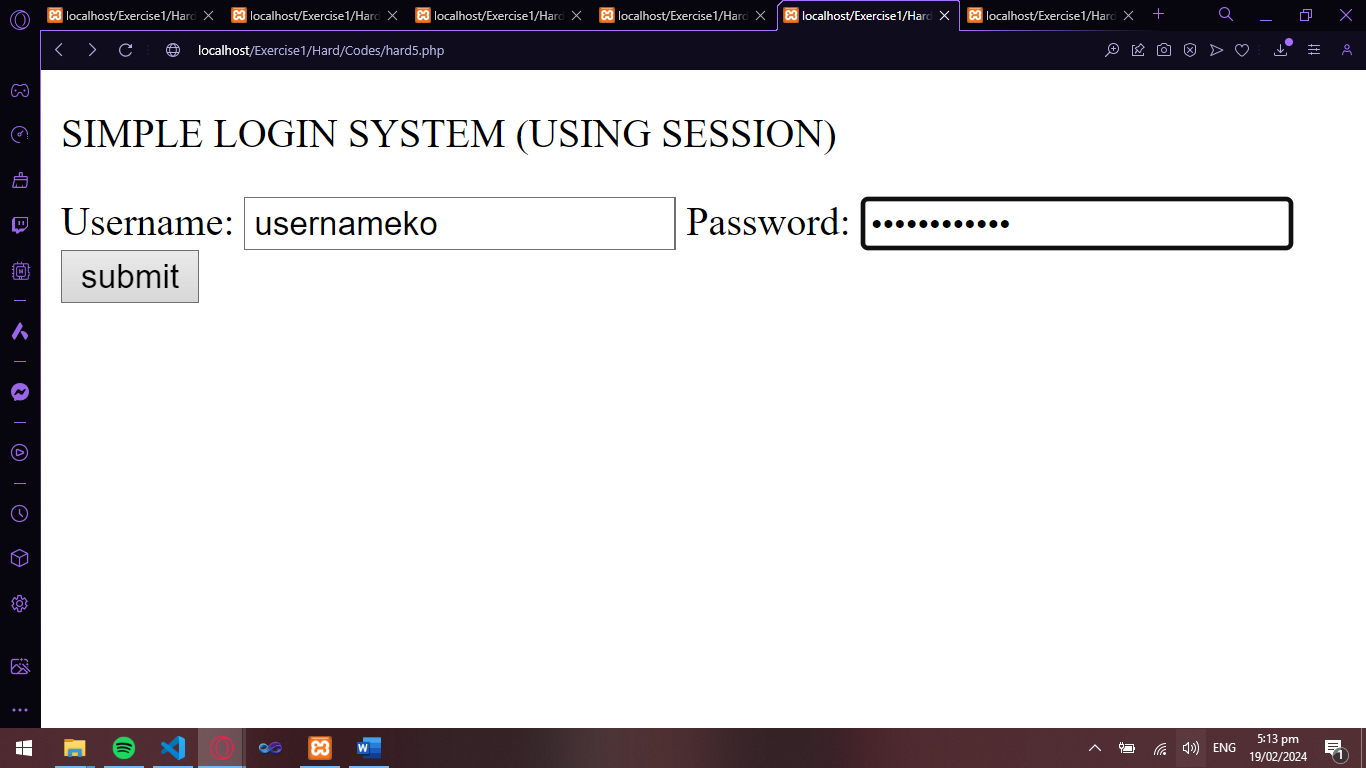 localhost/Exercise1/Hard localhost/Exercise1/Hard localhost/Exercise1/Hard localhost/Exercise1/Hard localhost/Exercise1/Hard localhost/Exercise1/Hard
localhost/Exercise1/Hard/Codes/hard5.php
SIMPLE LOGIN SYSTEM (USING SESSION)
Username: usernameko Password: ••••••••••••
submit
ENG
5:13 pm
19/02/2024
1